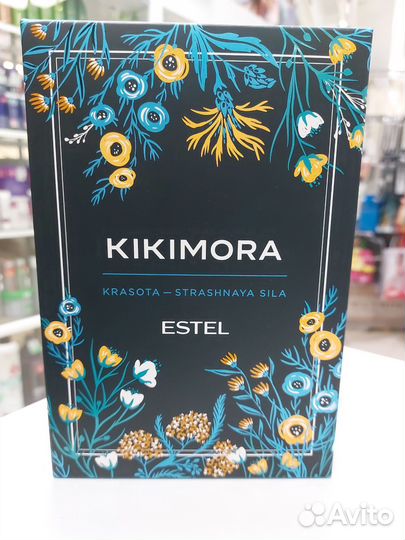 KIKIMORA
KRASOTA — STRASHNAYA SILA
ESTEL
Avito